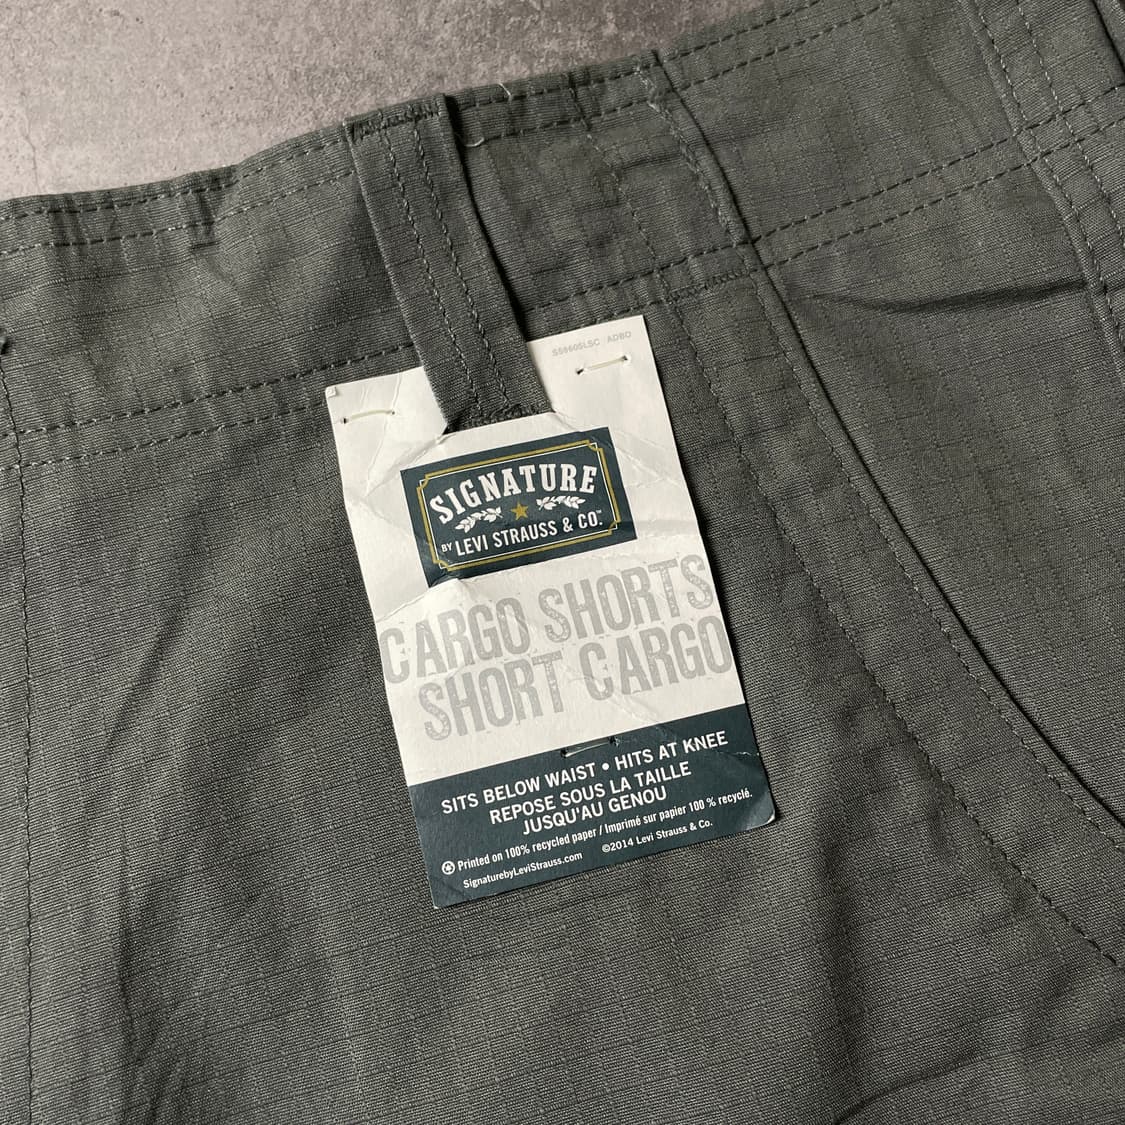 SIGNATURE
BY LEVI STRAUSS & CO.™
CARGO SHORTS
SHORT CARGO
SITS BELOW WAIST • HITS AT KNEE
REPOSE SOUS LA TAILLE
JUSQU'AU GENOU
Printed on 100% recycled paper / Imprimé sur papier 100 % recyclé.
SignaturebyLeviStrauss.com ©2014 Levi Strauss & Co.